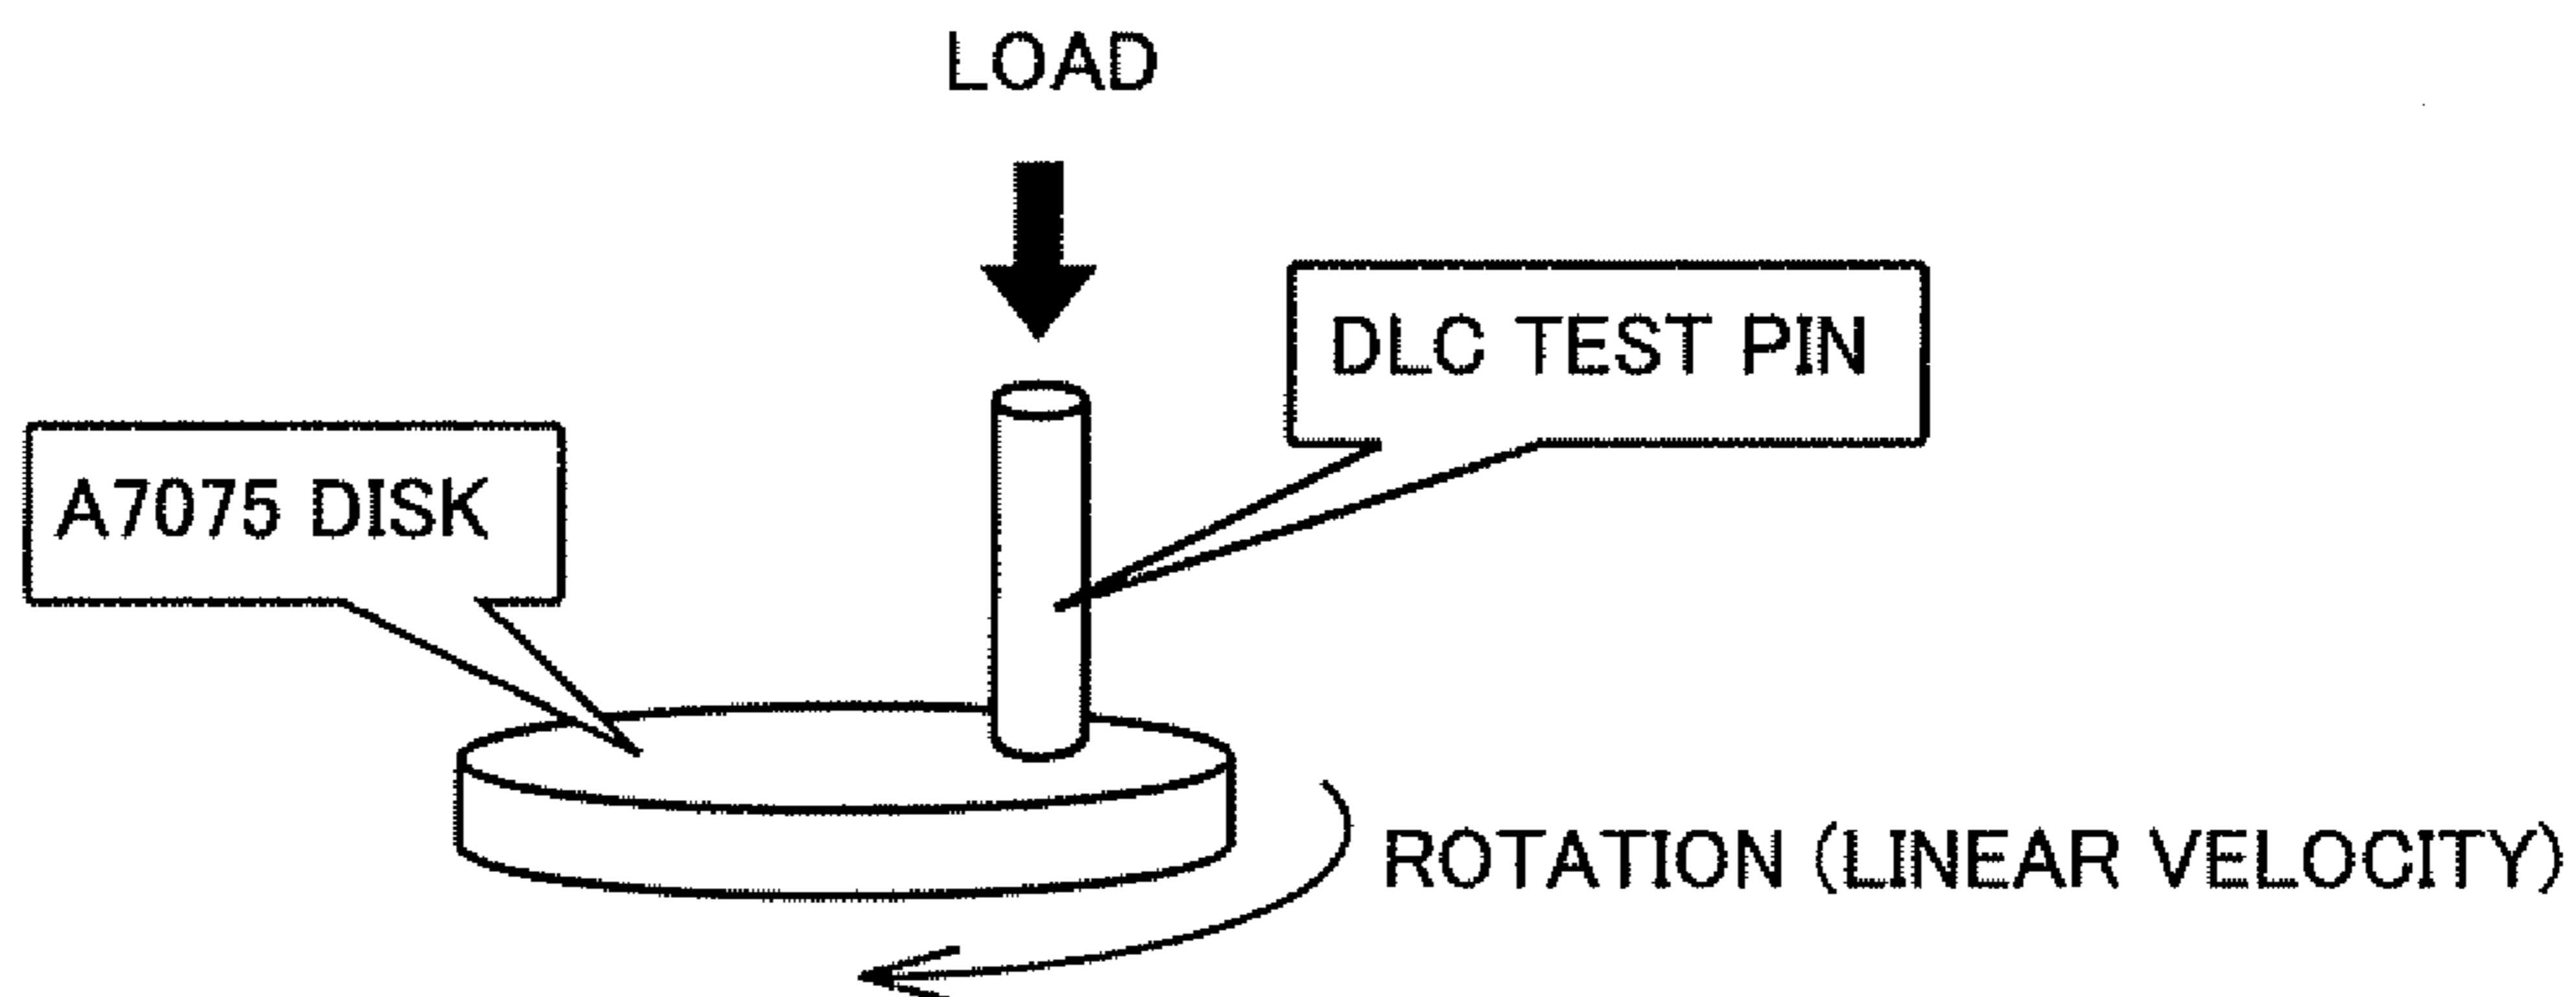 LOAD
DLC TEST PIN
A7075 DISK
ROTATION (LINEAR VELOCITY)